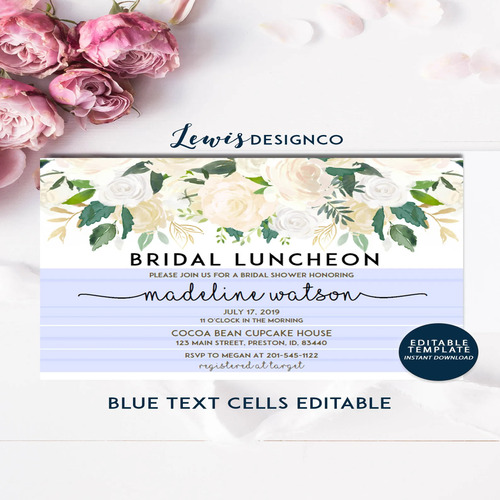 Lewis DESIGNCO
BRIDAL LUNCHEON
PLEASE JOIN US FOR A BRIDAL SHOWER HONORING
madeline watson
JULY 17, 2019
11 O'CLOCK IN THE MORNING
COCOA BEAN CUPCAKE HOUSE
123 MAIN STREET, PRESTON, ID, 83440
RSVP TO MEGAN AT 201-545-1122
registered at target
EDITABLE
TEMPLATE
INSTANT DOWNLOAD
BLUE TEXT CELLS EDITABLE